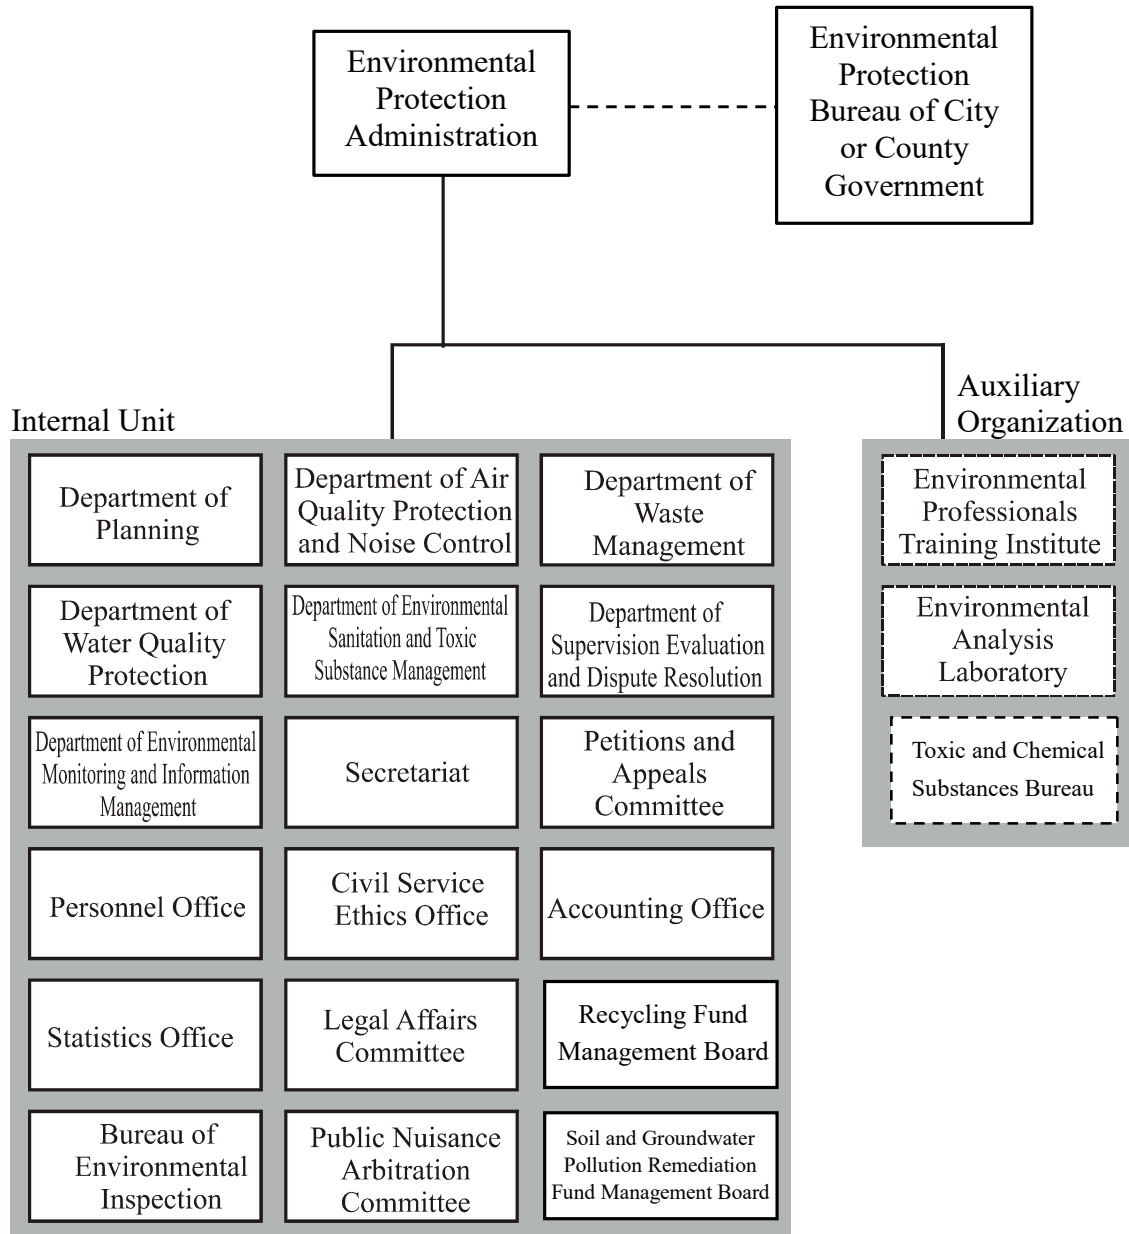 Environmental
Protection
Administration
Environmental
Protection
Bureau of City
or County
Government
Internal Unit
Auxiliary
Organization
Department of
Planning
Department of Air
Quality Protection
and Noise Control
Department of
Waste
Management
Department of
Water Quality
Protection
Department of Environmental
Sanitation and Toxic
Substance Management
Department of
Supervision Evaluation
and Dispute Resolution
Department of Environmental
Monitoring and Information
Management
Secretariat
Petitions and
Appeals
Committee
Personnel Office
Civil Service
Ethics Office
Accounting Office
Statistics Office
Legal Affairs
Committee
Recycling Fund
Management Board
Bureau of
Environmental
Inspection
Public Nuisance
Arbitration
Committee
Soil and Groundwater
Pollution Remediation
Fund Management Board
Environmental
Professionals
Training Institute
Environmental
Analysis
Laboratory
Toxic and Chemical
Substances Bureau